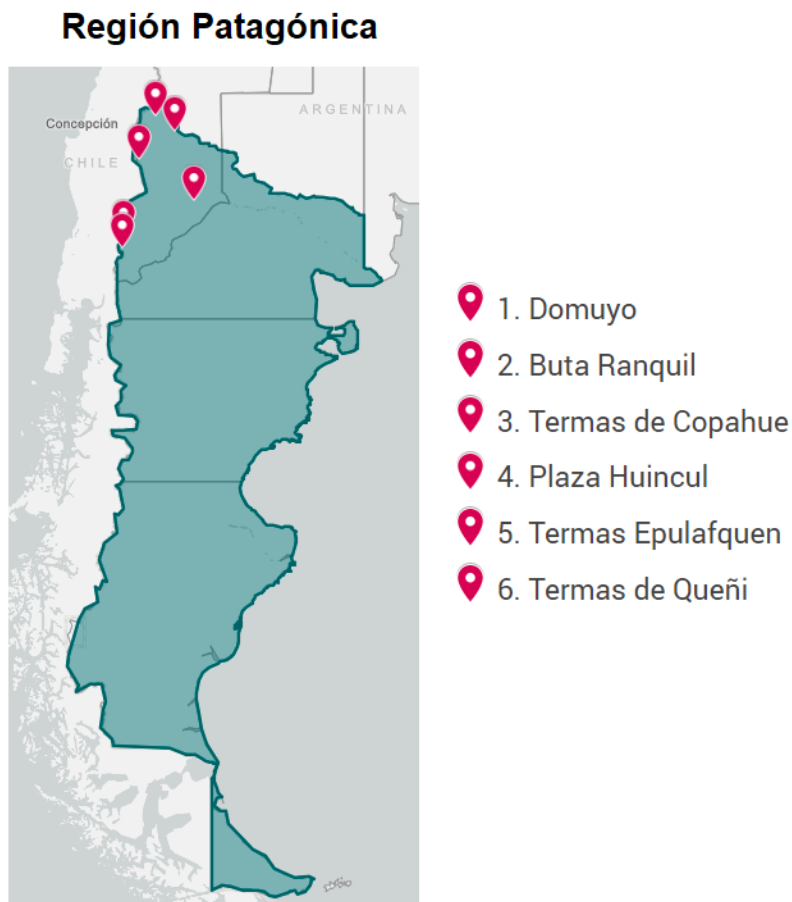 Región Patagónica
ARGENTINA
Concepción
CHILE
1. Domuyo
2. Buta Ranquil
3. Termas de Copahue
4. Plaza Huincul
5. Termas Epulafquen
6. Termas de Queñi